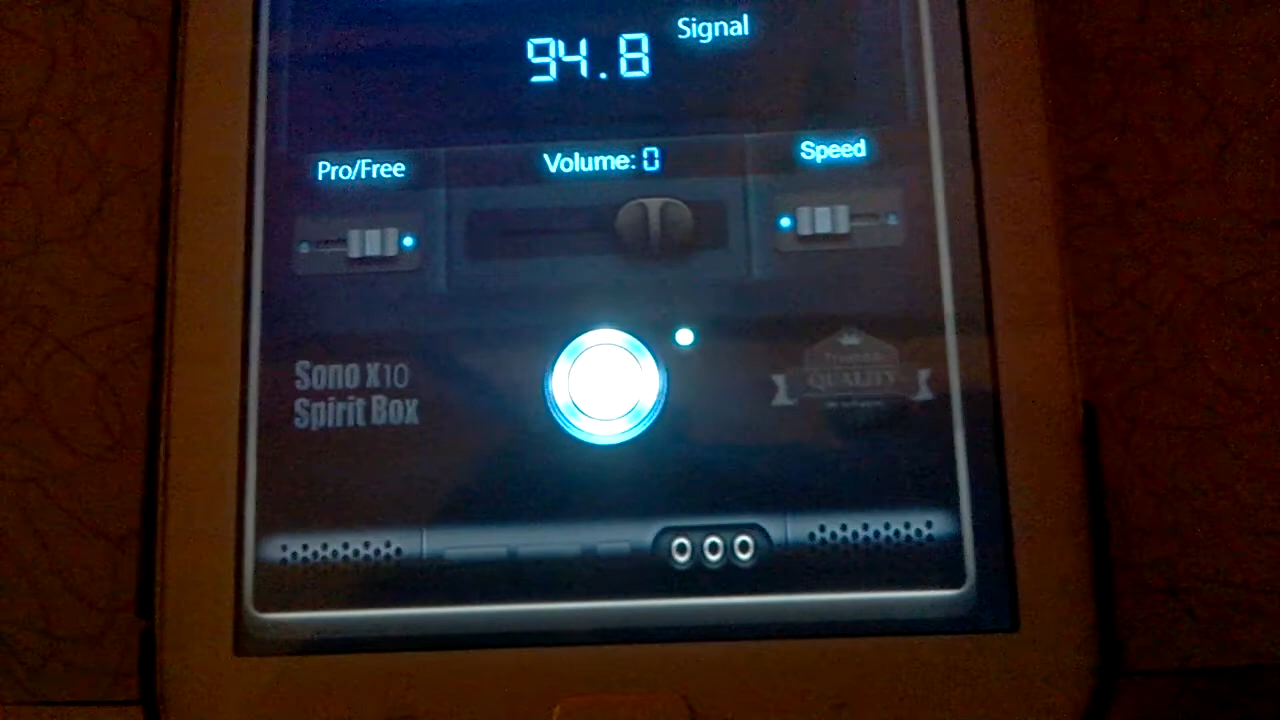 Signal
94.8
Pro/Free
Volume: 0
Speed
Sono X10
Spirit Box
QUALITY